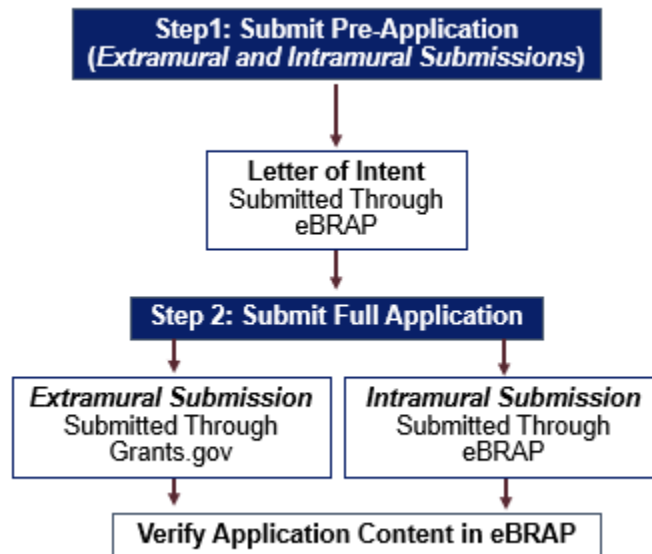 Step1: Submit Pre-Application
(Extramural and Intramural Submissions)
Letter of Intent
Submitted Through
eBRAP
Step 2: Submit Full Application
Extramural Submission
Submitted Through
Grants.gov
Intramural Submission
Submitted Through
eBRAP
Verify Application Content in eBRAP